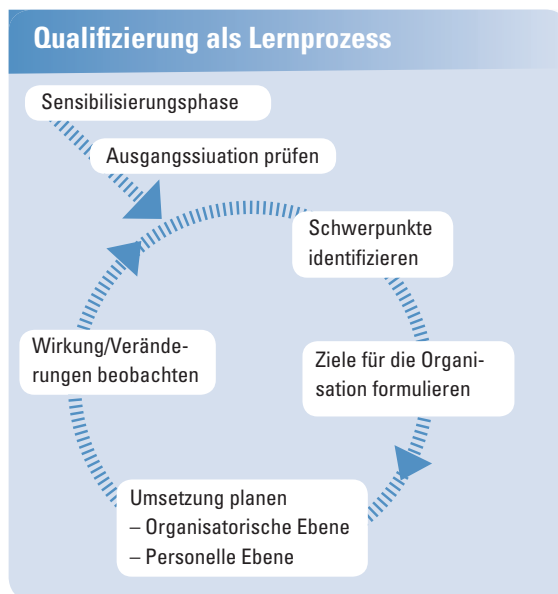 Qualifizierung als Lernprozess
Sensibilisierungsphase
Ausgangssiuation prüfen
Schwerpunkte
identifizieren
Ziele für die Organi-
sation formulieren
Umsetzung planen
– Organisatorische Ebene
– Personelle Ebene
Wirkung/Verände-
rungen beobachten